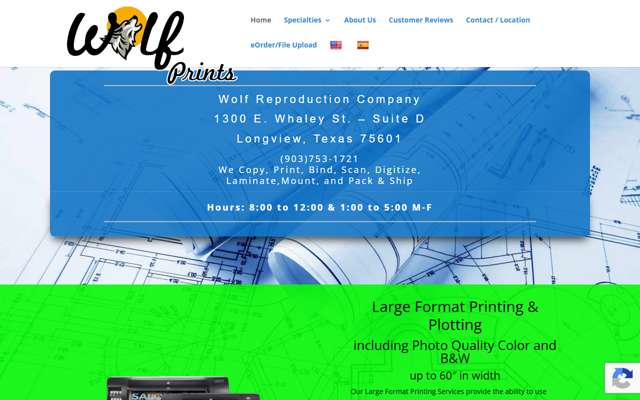 Wolf
Prints
Home
Specialties
About Us
Customer Reviews
Contact / Location
eOrder/File Upload
Wolf Reproduction Company
1300 E. Whaley St. – Suite D
Longview, Texas 75601
(903)753-1721
We Copy, Print, Bind, Scan, Digitize,
Laminate,Mount, and Pack & Ship
Hours: 8:00 to 12:00 & 1:00 to 5:00 M-F
Large Format Printing &
Plotting
including Photo Quality Color and
B&W
up to 60″ in width
Our Large Format Printing Services provide the ability to use